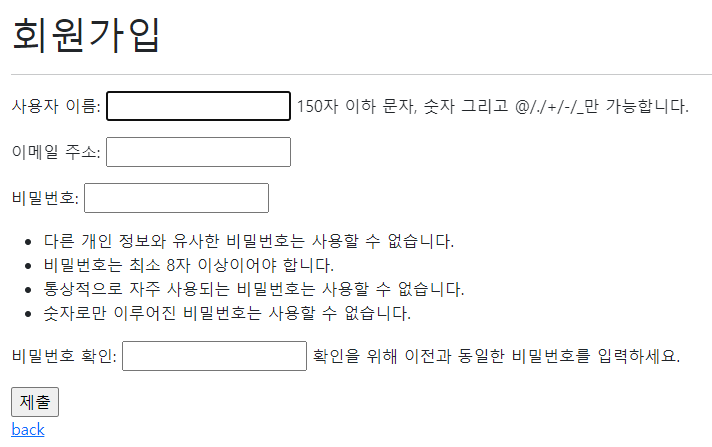 회원가입
사용자 이름: 150자 이하 문자, 숫자 그리고 @/./+/-/_만 가능합니다.
이메일 주소:
비밀번호:
다른 개인 정보와 유사한 비밀번호는 사용할 수 없습니다.
비밀번호는 최소 8자 이상이어야 합니다.
통상적으로 자주 사용되는 비밀번호는 사용할 수 없습니다.
숫자로만 이루어진 비밀번호는 사용할 수 없습니다.
비밀번호 확인: 확인을 위해 이전과 동일한 비밀번호를 입력하세요.
제출
back